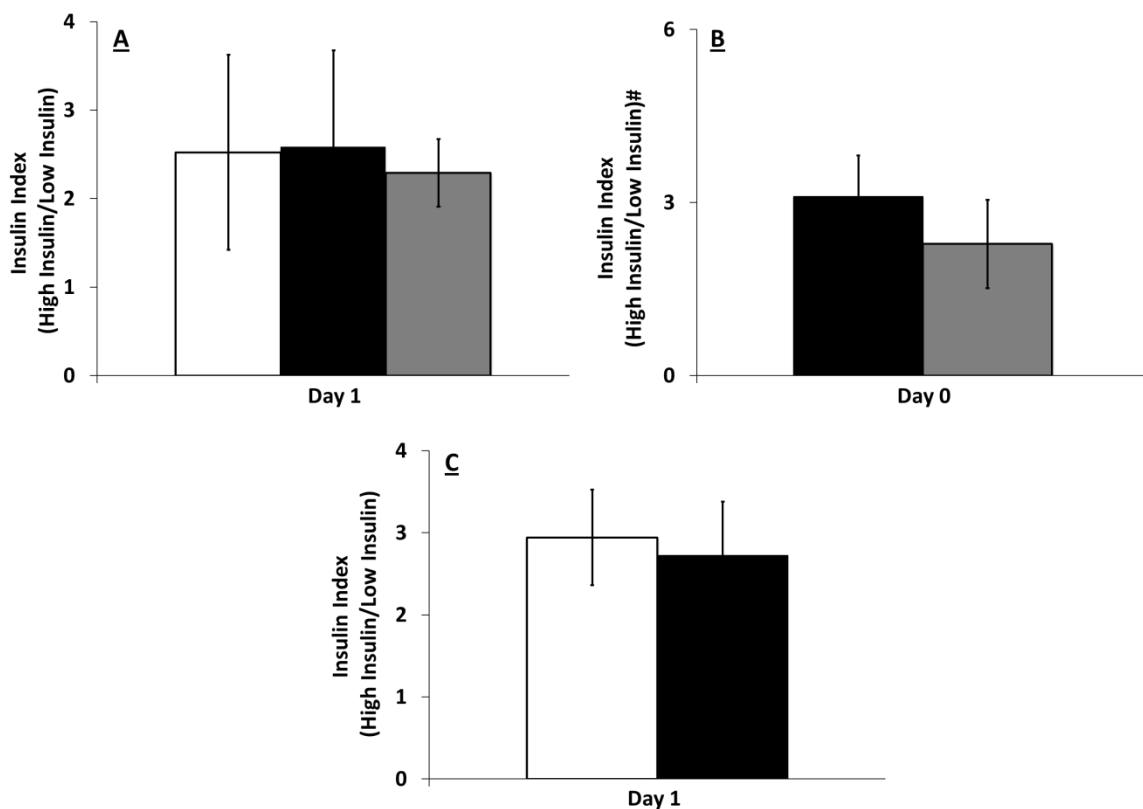 A
Insulin Index
(High Insulin/Low Insulin)
4
3
2
1
0
Day 1
B
Insulin Index
(High Insulin/Low Insulin)#
6
3
0
Day 0
C
Insulin Index
(High Insulin/Low Insulin)
4
3
2
1
0
Day 1